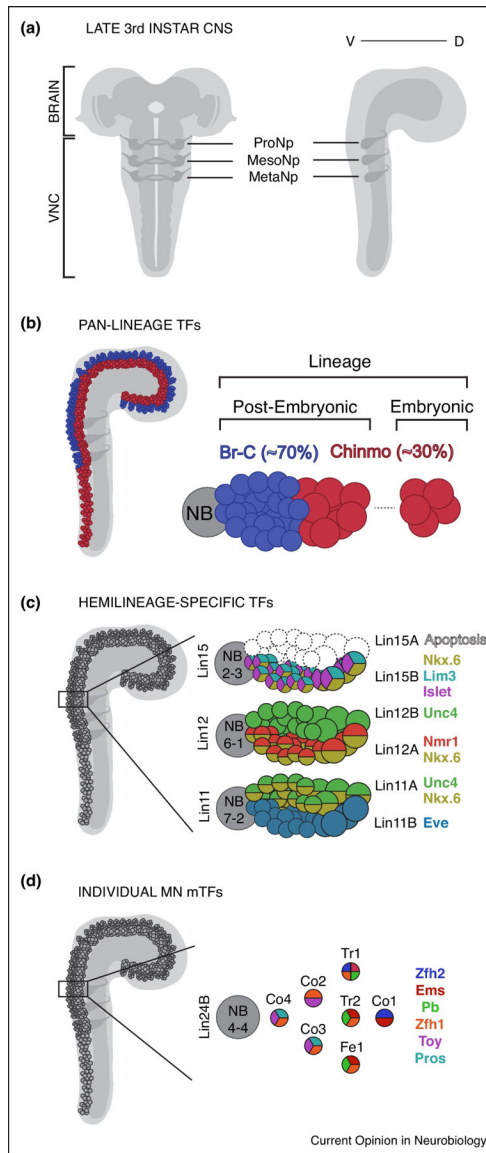 (a)
LATE 3rd INSTAR CNS
V
D
BRAIN
VNC
ProNp
MesoNp
MetaNp
(b)
PAN-LINEAGE TFs
Lineage
Post-Embryonic
Embryonic
Br-C (≈70%)
Chinmo (≈30%)
NB
(c)
HEMILINEAGE-SPECIFIC TFs
Lin15
NB
2-3
Lin15A Apoptosis
Lin15B
Nkx.6
Lim3
Islet
Lin12
NB
6-1
Lin12B Unc4
Lin12A
Nmr1
Nkx.6
Lin11
NB
7-2
Lin11A
Unc4
Nkx.6
Lin11B Eve
(d)
INDIVIDUAL MN mTFs
Lin24B
NB
4-4
Co4
Co2
Co3
Tr1
Tr2
Fe1
Co1
Zfh2
Ems
Pb
Zfh1
Toy
Pros
Current Opinion in Neurobiology